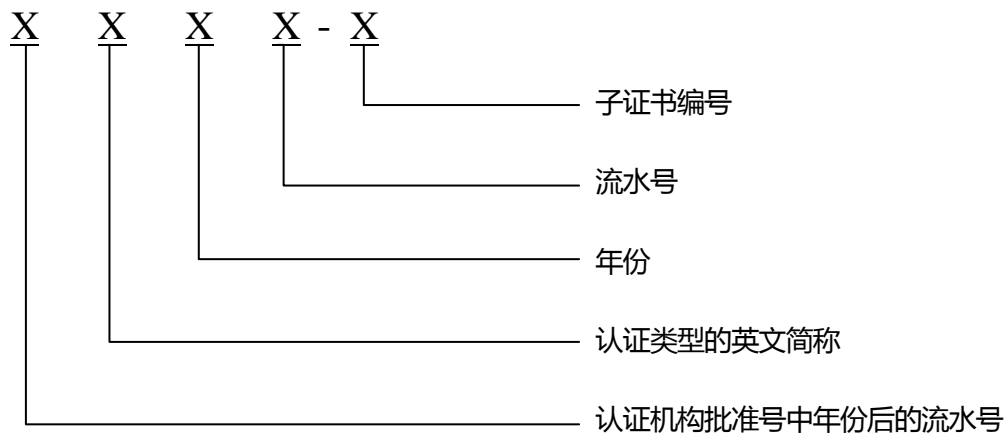 X X X X - X
子证书编号
流水号
年份
认证类型的英文简称
认证机构批准号中年份后的流水号